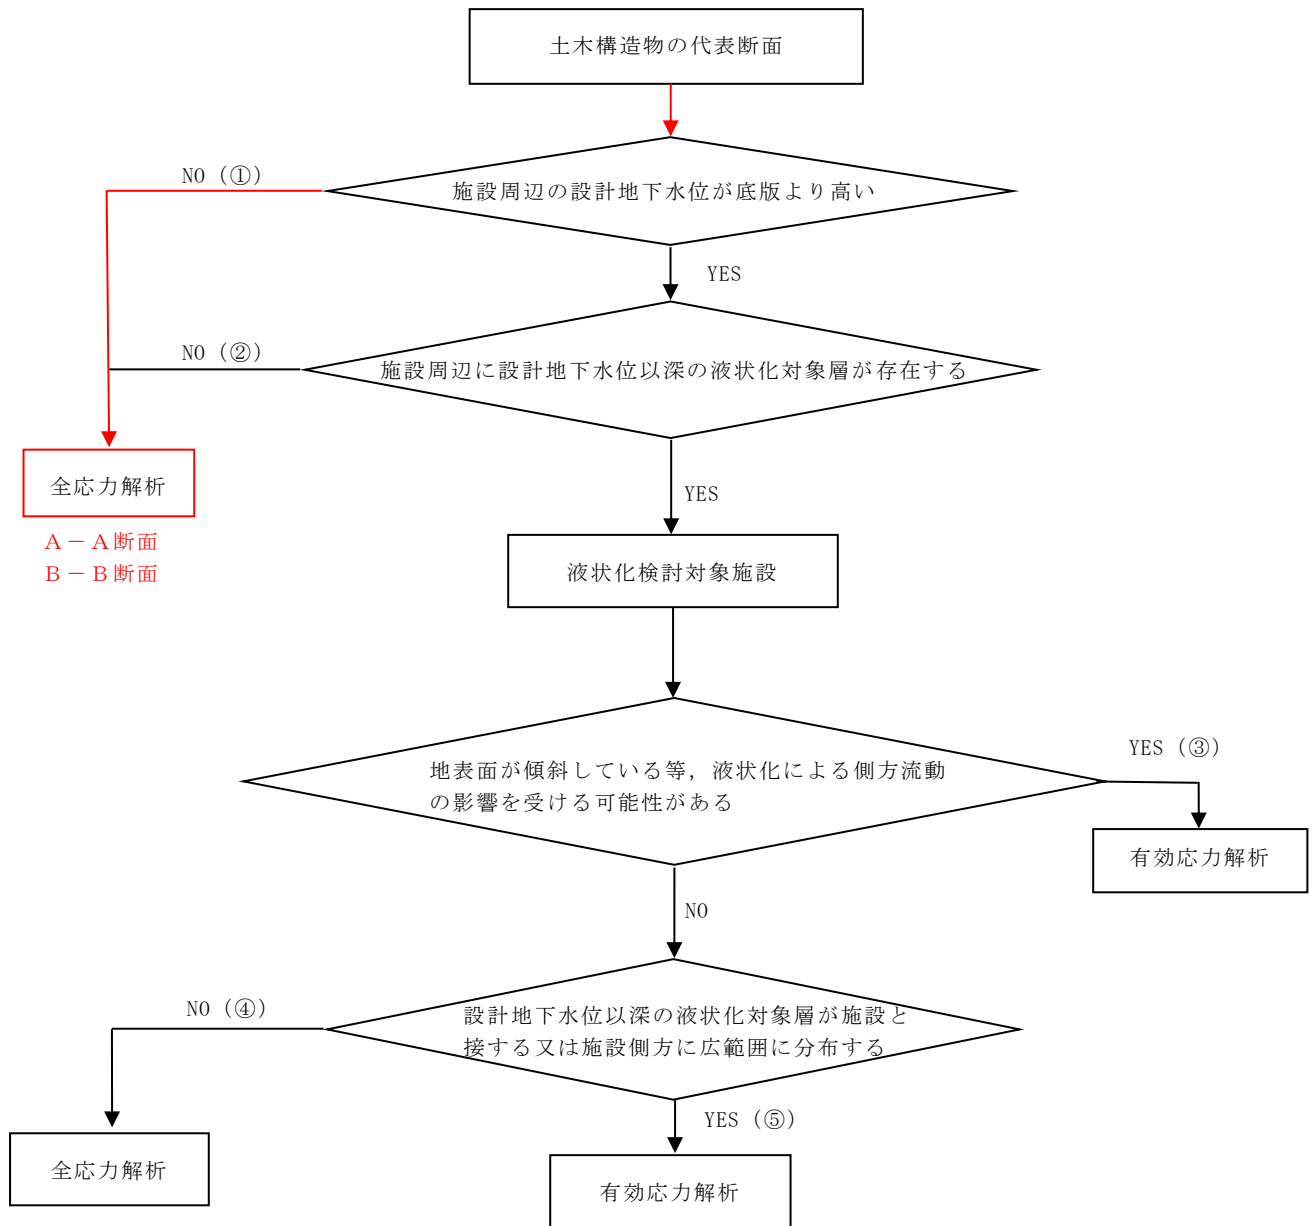 土木構造物の代表断面
NO（①）
施設周辺の設計地下水位が底版より高い
YES
NO（②）
施設周辺に設計地下水位以深の液状化対象層が存在する
全応力解析
YES
A－A断面
B－B断面
液状化検討対象施設
YES（③）
地表面が傾斜している等，液状化による側方流動
の影響を受ける可能性がある
有効応力解析
NO
NO（④）
設計地下水位以深の液状化対象層が施設と
接する又は施設側方に広範囲に分布する
YES（⑤）
全応力解析
有効応力解析